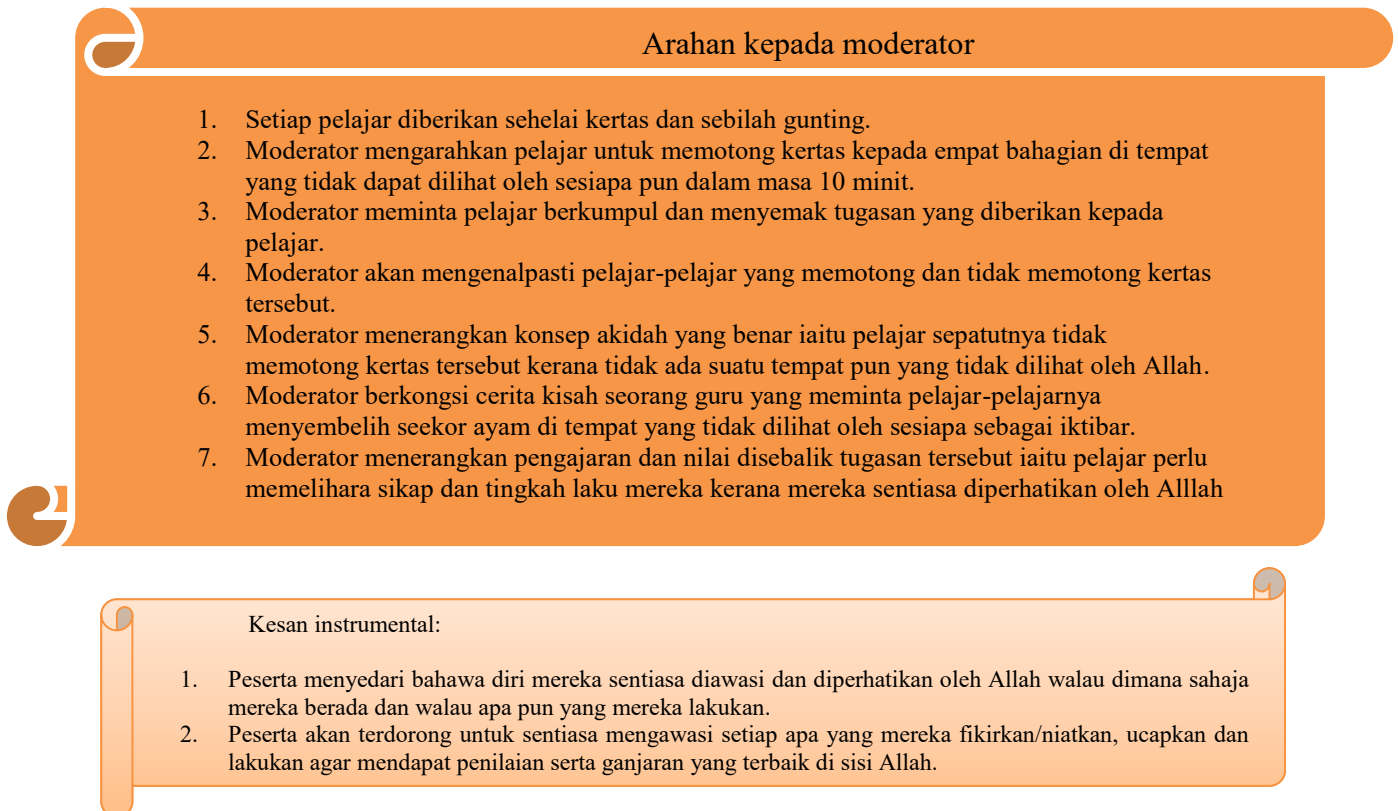 Arahan kepada moderator
1. Setiap pelajar diberikan sehelai kertas dan sebilah gunting.
2. Moderator mengarahkan pelajar untuk memotong kertas kepada empat bahagian di tempat
yang tidak dapat dilihat oleh sesiapa pun dalam masa 10 minit.
3. Moderator meminta pelajar berkumpul dan menyemak tugasan yang diberikan kepada
pelajar.
4. Moderator akan mengenalpasti pelajar-pelajar yang memotong dan tidak memotong kertas
tersebut.
5. Moderator menerangkan konsep akidah yang benar iaitu pelajar sepatutnya tidak
memotong kertas tersebut kerana tidak ada suatu tempat pun yang tidak dilihat oleh Allah.
6. Moderator berkongsi cerita kisah seorang guru yang meminta pelajar-pelajarnya
menyembelih seekor ayam di tempat yang tidak dilihat oleh sesiapa sebagai iktibar.
7. Moderator menerangkan pengajaran dan nilai disebalik tugasan tersebut iaitu pelajar perlu
memelihara sikap dan tingkah laku mereka kerana mereka sentiasa diperhatikan oleh Alllah
Kesan instrumental:
1. Peserta menyedari bahawa diri mereka sentiasa diawasi dan diperhatikan oleh Allah walau dimana sahaja
mereka berada dan walau apa pun yang mereka lakukan.
2. Peserta akan terdorong untuk sentiasa mengawasi setiap apa yang mereka fikirkan/niatkan, ucapkan dan
lakukan agar mendapat penilaian serta ganjaran yang terbaik di sisi Allah.